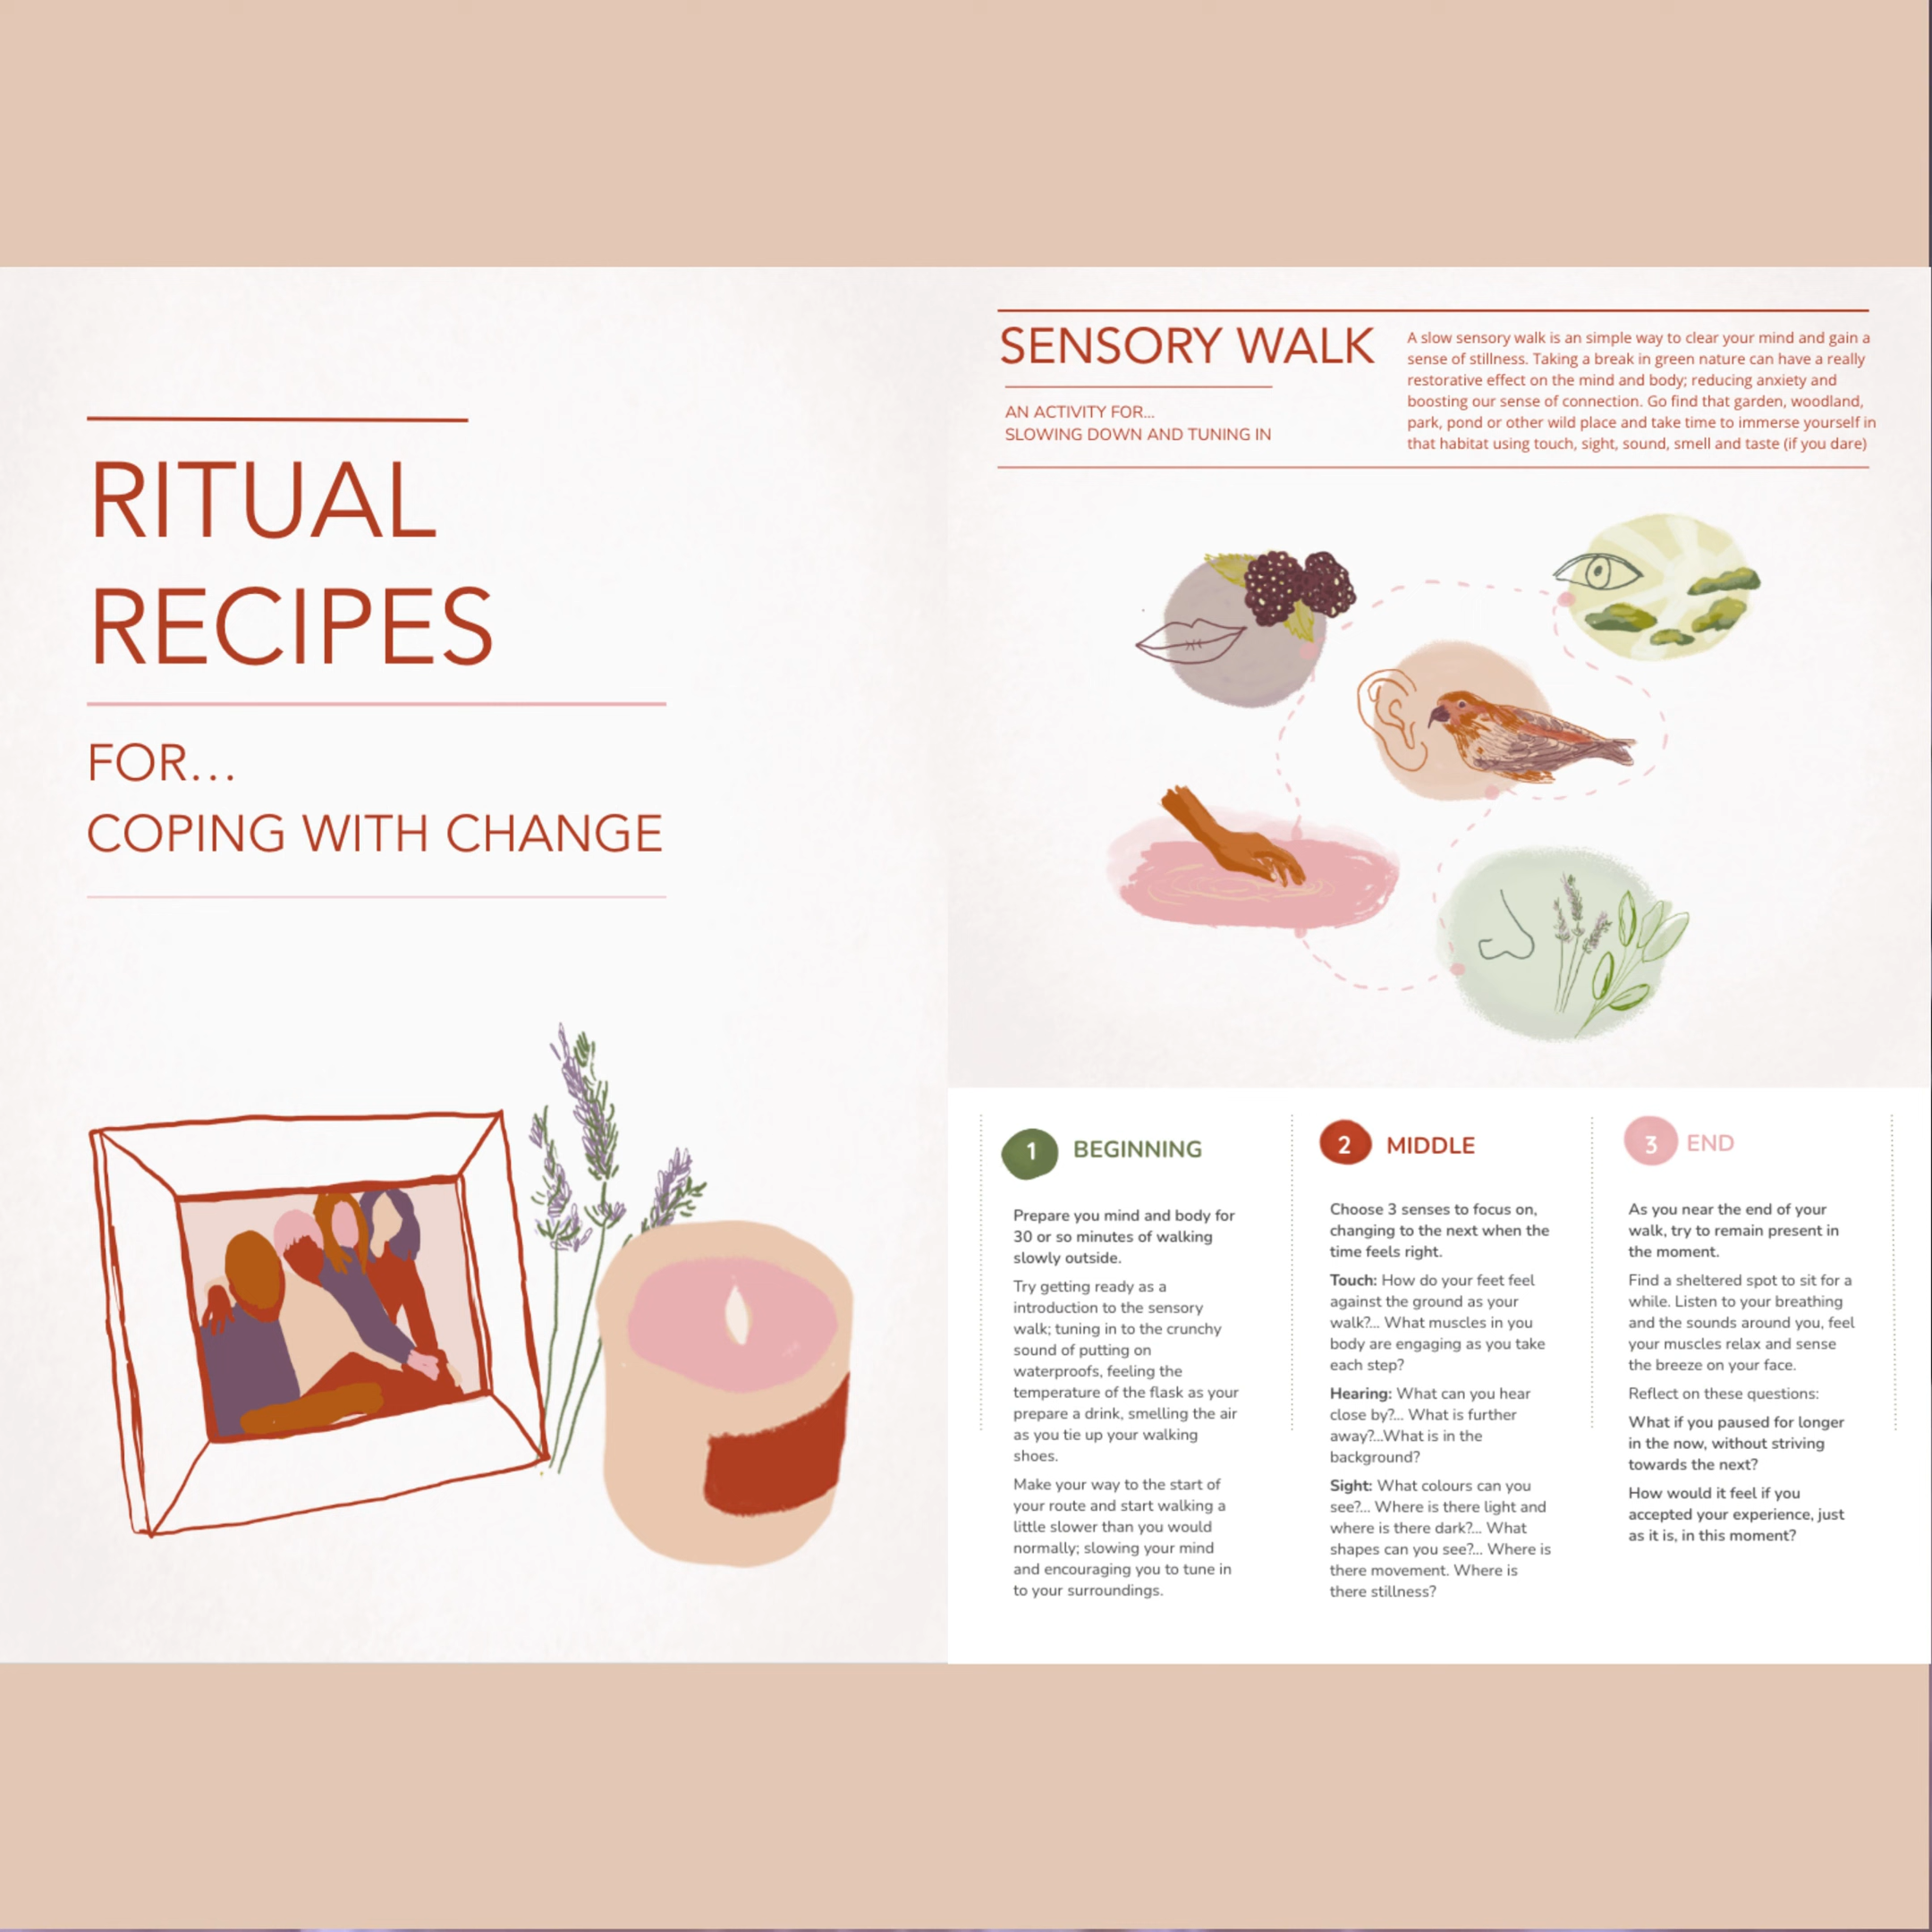 RITUAL
RECIPES
FOR...
COPING WITH CHANGE
SENSORY WALK
AN ACTIVITY FOR...
SLOWING DOWN AND TUNING IN
A slow sensory walk is an simple way to clear your mind and gain a
sense of stillness. Taking a break in green nature can have a really
restorative effect on the mind and body; reducing anxiety and
boosting our sense of connection. Go find that garden, woodland,
park, pond or other wild place and take time to immerse yourself in
that habitat using touch, sight, sound, smell and taste (if you dare)
1 BEGINNING
Prepare you mind and body for
30 or so minutes of walking
slowly outside.
Try getting ready as a
introduction to the sensory
walk; tuning in to the crunchy
sound of putting on
waterproofs, feeling the
temperature of the flask as your
prepare a drink, smelling the air
as you tie up your walking
shoes.
Make your way to the start of
your route and start walking a
little slower than you would
normally; slowing your mind
and encouraging you to tune in
to your surroundings.
2 MIDDLE
Choose 3 senses to focus on,
changing to the next when the
time feels right.
Touch: How do your feet feel
against the ground as your
walk?... What muscles in you
body are engaging as you take
each step?
Hearing: What can you hear
close by?... What is further
away?...What is in the
background?
Sight: What colours can you
see?... Where is there light and
where is there dark?... What
shapes can you see?... Where is
there movement. Where is
there stillness?
3 END
As you near the end of your
walk, try to remain present in
the moment.
Find a sheltered spot to sit for a
while. Listen to your breathing
and the sounds around you, feel
your muscles relax and sense
the breeze on your face.
Reflect on these questions:
What if you paused for longer
in the now, without striving
towards the next?
How would it feel if you
accepted your experience, just
as it is, in this moment?